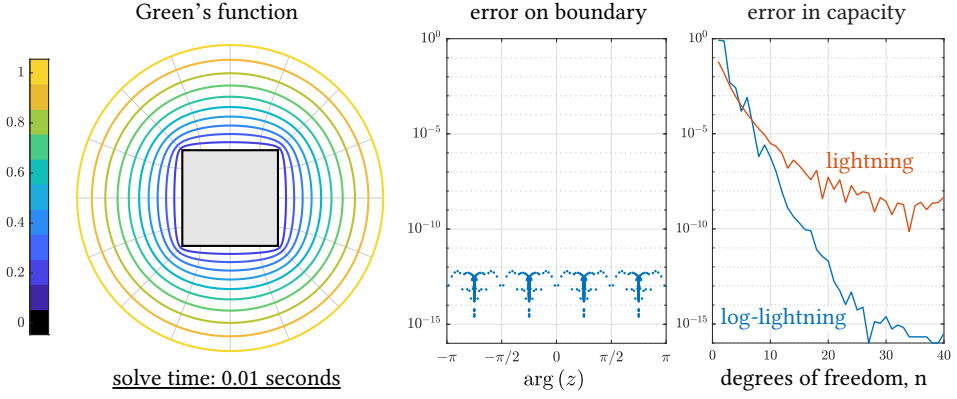 Green's function
1
0.8
0.6
0.4
0.2
0
solve time: 0.01 seconds
error on boundary
10^0
10^-5
10^-10
10^-15
−π
−π/2
0
π/2
π
arg (z)
error in capacity
10^0
10^-5
10^-10
10^-15
lightning
log-lightning
0
10
20
30
40
degrees of freedom, n